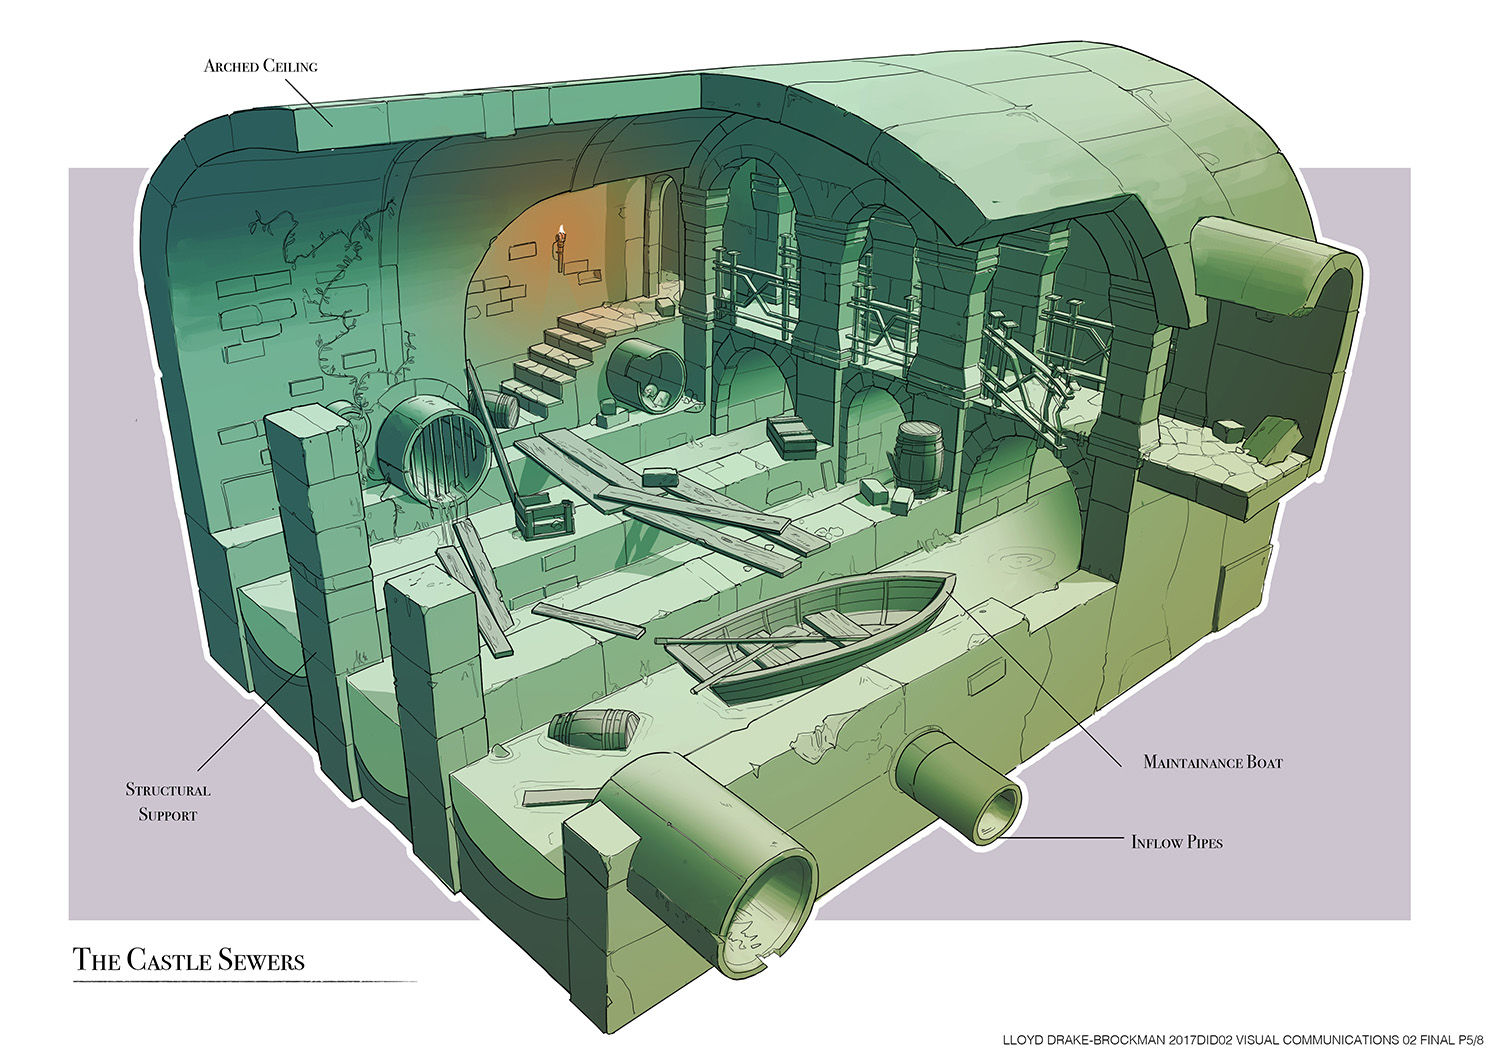 Arched Ceiling
Structural
Support
Maintainance Boat
Inflow Pipes
The Castle Sewers
LLOYD DRAKE-BROCKMAN 2017DID02 VISUAL COMMUNICATIONS 02 FINAL P5/8